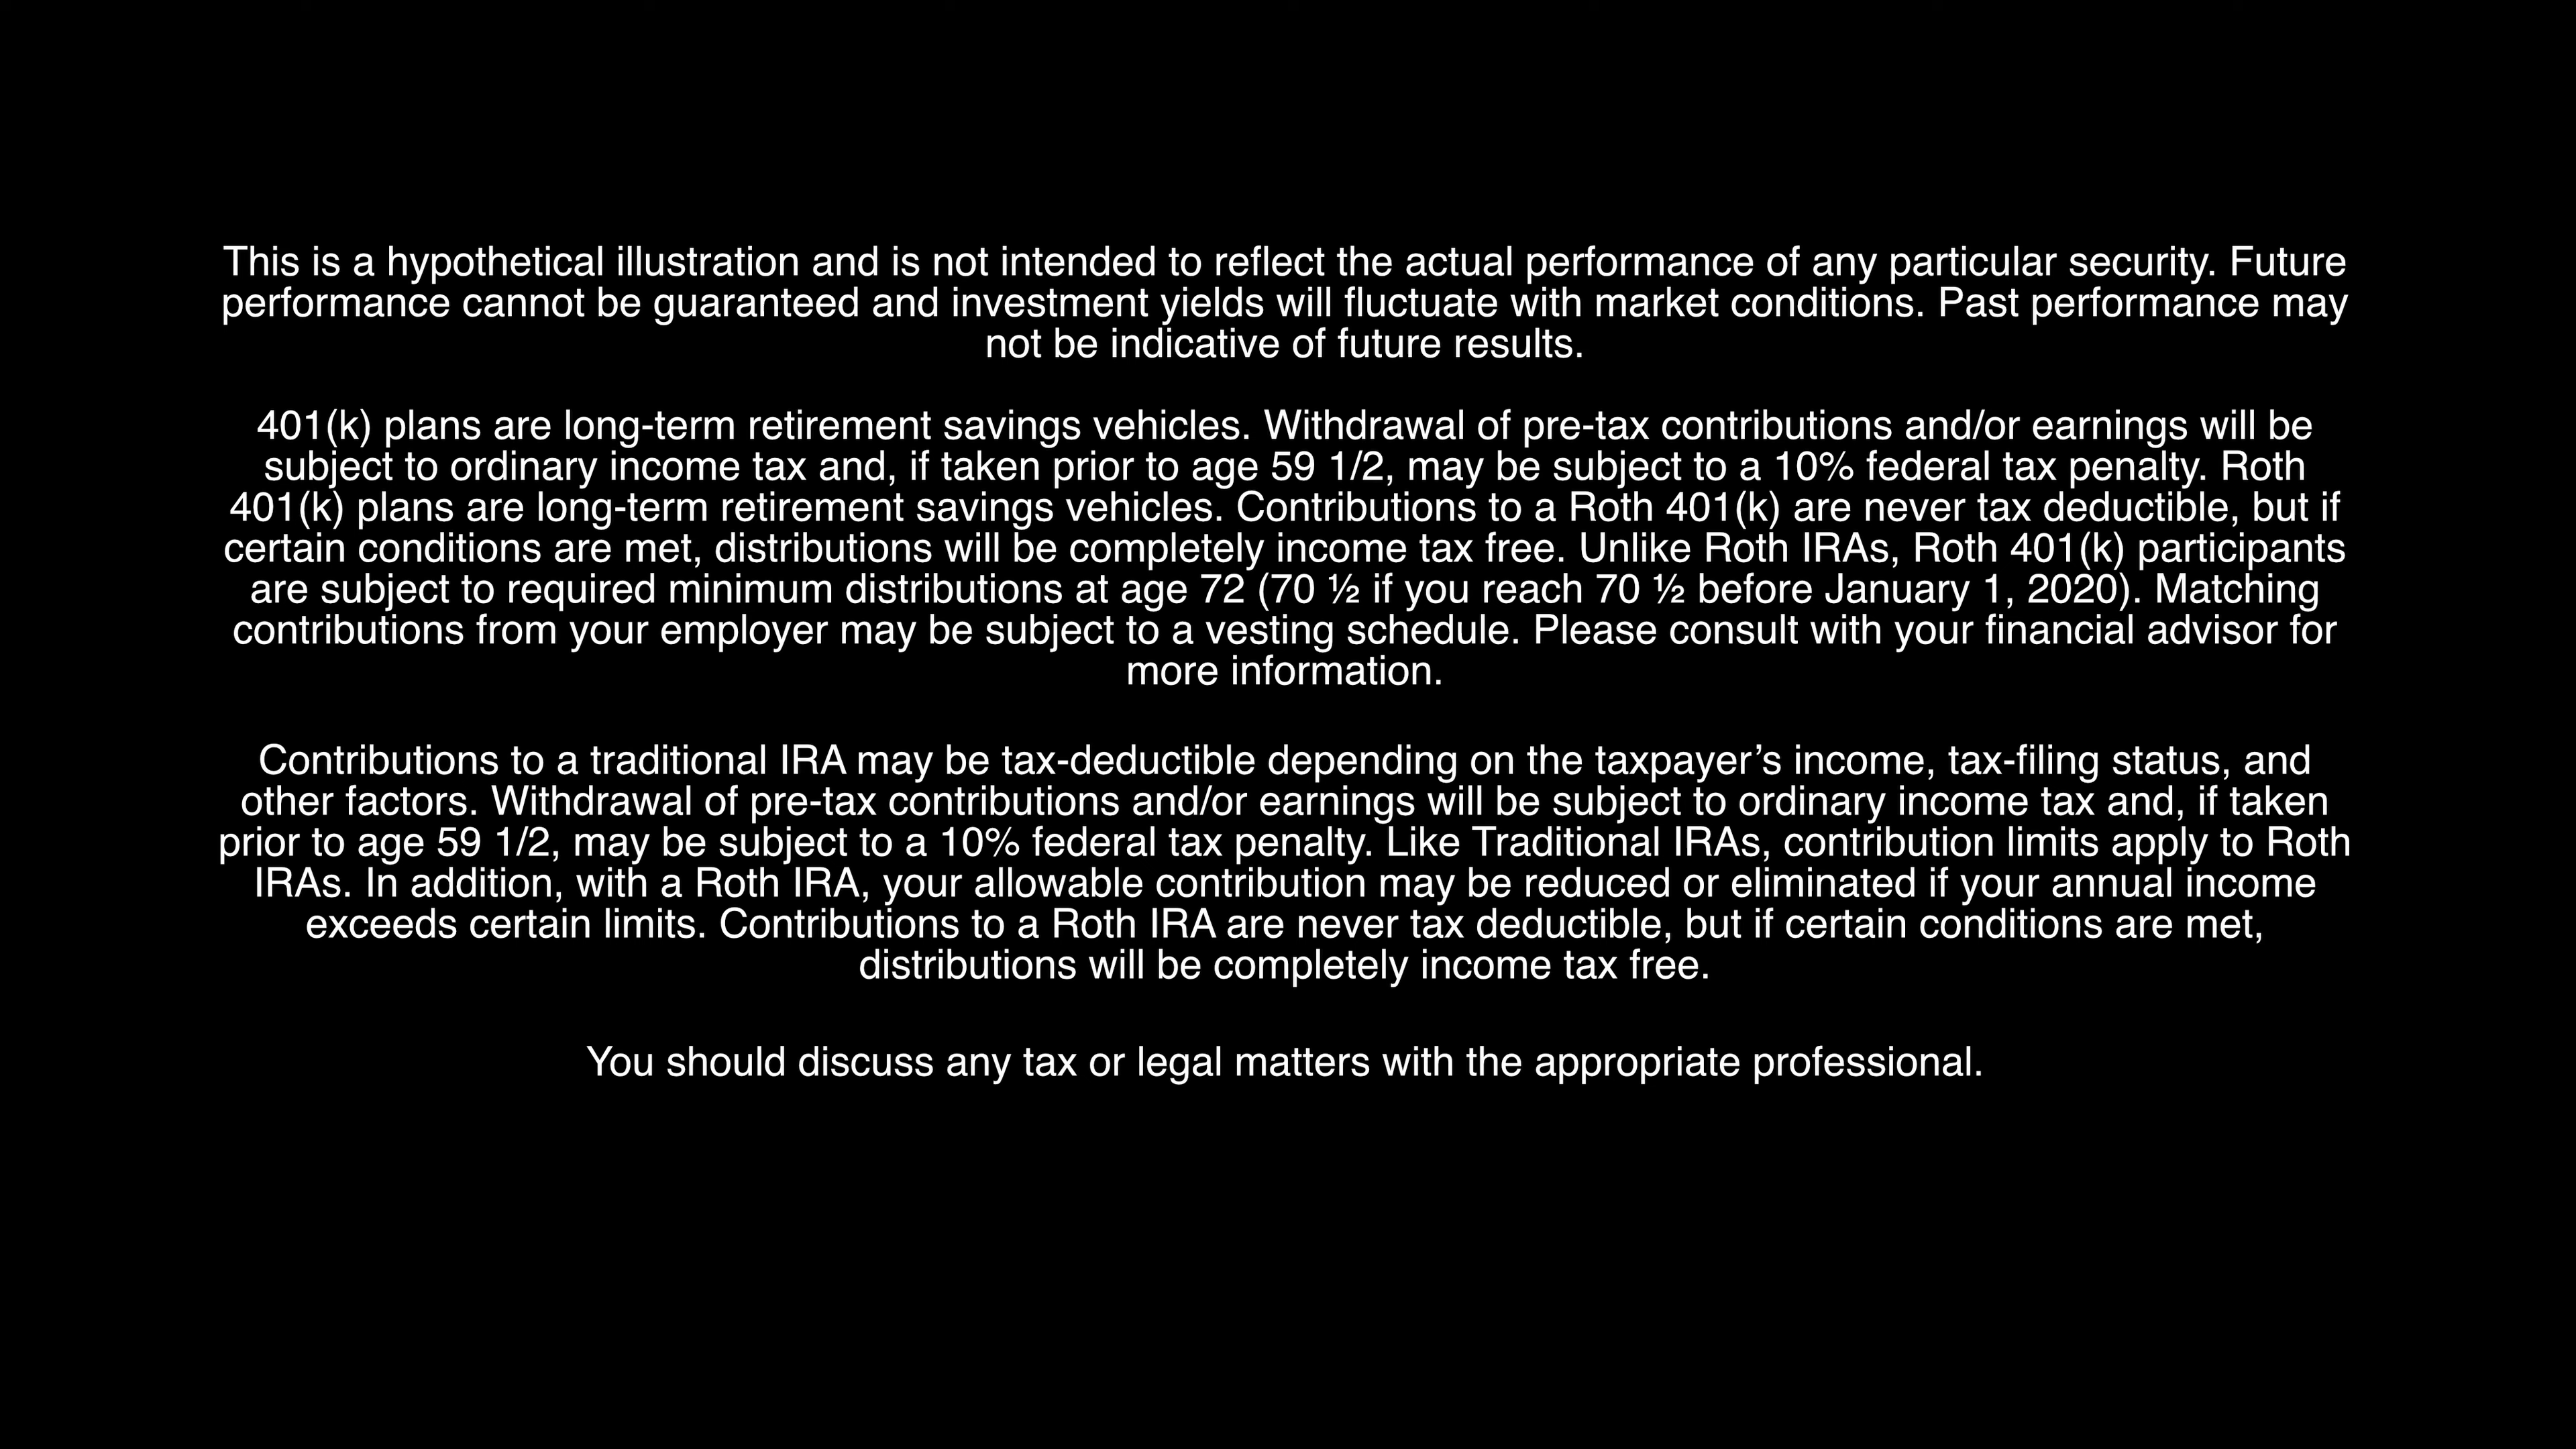 This is a hypothetical illustration and is not intended to reflect the actual performance of any particular security. Future
performance cannot be guaranteed and investment yields will fluctuate with market conditions. Past performance may
not be indicative of future results.
401(k) plans are long-term retirement savings vehicles. Withdrawal of pre-tax contributions and/or earnings will be
subject to ordinary income tax and, if taken prior to age 59 1/2, may be subject to a 10% federal tax penalty. Roth
401(k) plans are long-term retirement savings vehicles. Contributions to a Roth 401(k) are never tax deductible, but if
certain conditions are met, distributions will be completely income tax free. Unlike Roth IRAs, Roth 401(k) participants
are subject to required minimum distributions at age 72 (70 ½ if you reach 70 ½ before January 1, 2020). Matching
contributions from your employer may be subject to a vesting schedule. Please consult with your financial advisor for
more information.
Contributions to a traditional IRA may be tax-deductible depending on the taxpayer’s income, tax-filing status, and
other factors. Withdrawal of pre-tax contributions and/or earnings will be subject to ordinary income tax and, if taken
prior to age 59 1/2, may be subject to a 10% federal tax penalty. Like Traditional IRAs, contribution limits apply to Roth
IRAs. In addition, with a Roth IRA, your allowable contribution may be reduced or eliminated if your annual income
exceeds certain limits. Contributions to a Roth IRA are never tax deductible, but if certain conditions are met,
distributions will be completely income tax free.
You should discuss any tax or legal matters with the appropriate professional.